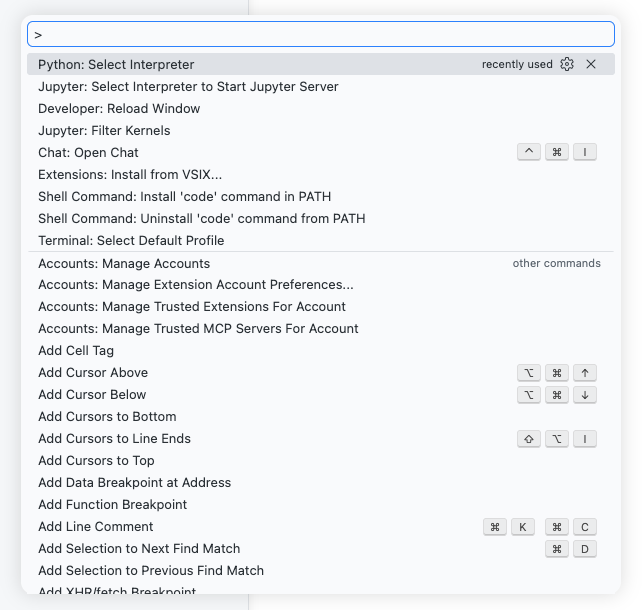 >
Python: Select Interpreter recently used
Jupyter: Select Interpreter to Start Jupyter Server
Developer: Reload Window
Jupyter: Filter Kernels
Chat: Open Chat ^ ⌘ I
Extensions: Install from VSIX...
Shell Command: Install 'code' command in PATH
Shell Command: Uninstall 'code' command from PATH
Terminal: Select Default Profile
Accounts: Manage Accounts other commands
Accounts: Manage Extension Account Preferences...
Accounts: Manage Trusted Extensions For Account
Accounts: Manage Trusted MCP Servers For Account
Add Cell Tag
Add Cursor Above ⌥ ⌘ ↑
Add Cursor Below ⌥ ⌘ ↓
Add Cursors to Bottom
Add Cursors to Line Ends ⇧ ⌥ I
Add Cursors to Top
Add Data Breakpoint at Address
Add Function Breakpoint
Add Line Comment ⌘ K ⌘ C
Add Selection to Next Find Match ⌘ D
Add Selection to Previous Find Match
Add XHR/fetch Breakpoint